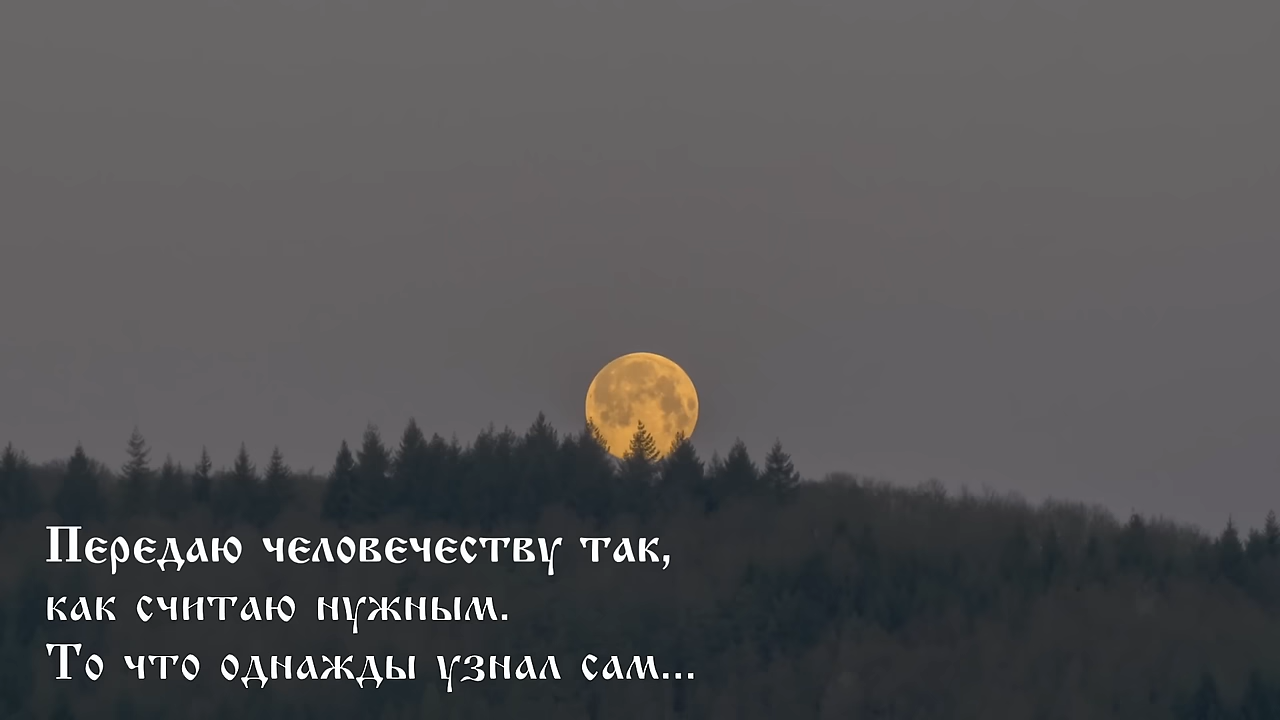 Передаю человечеству так,
как считаю нужным.
То что однажды узнал сам...